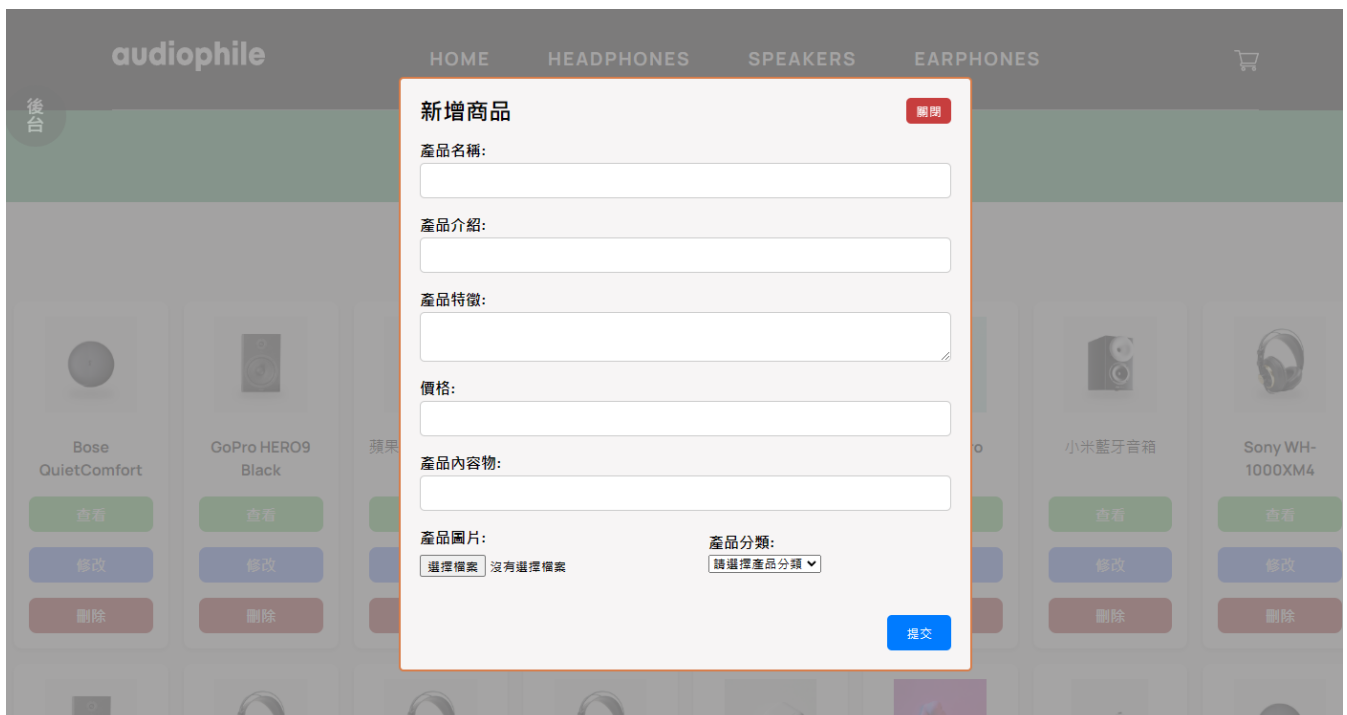 audiophile
HOME HEADPHONES SPEAKERS EARPHONES
後台
新增商品
關閉
產品名稱:
產品介紹:
產品特徵:
價格:
產品內容物:
產品圖片:
選擇檔案 沒有選擇檔案
產品分類:
請選擇產品分類
提交
Bose
QuietComfort
GoPro HERO9
Black
蘋果
o
小米藍牙音箱
Sony WH-
1000XM4
查看 查看 查看 查看
修改 修改 修改 修改
刪除 刪除 刪除 刪除